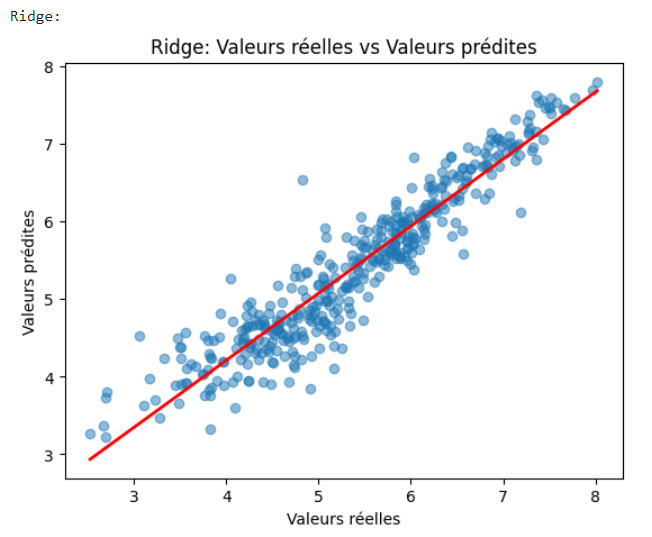 Ridge:
Ridge: Valeurs réelles vs Valeurs prédites
8
7
6
5
4
3
Valeurs prédites
3 4 5 6 7 8
Valeurs réelles